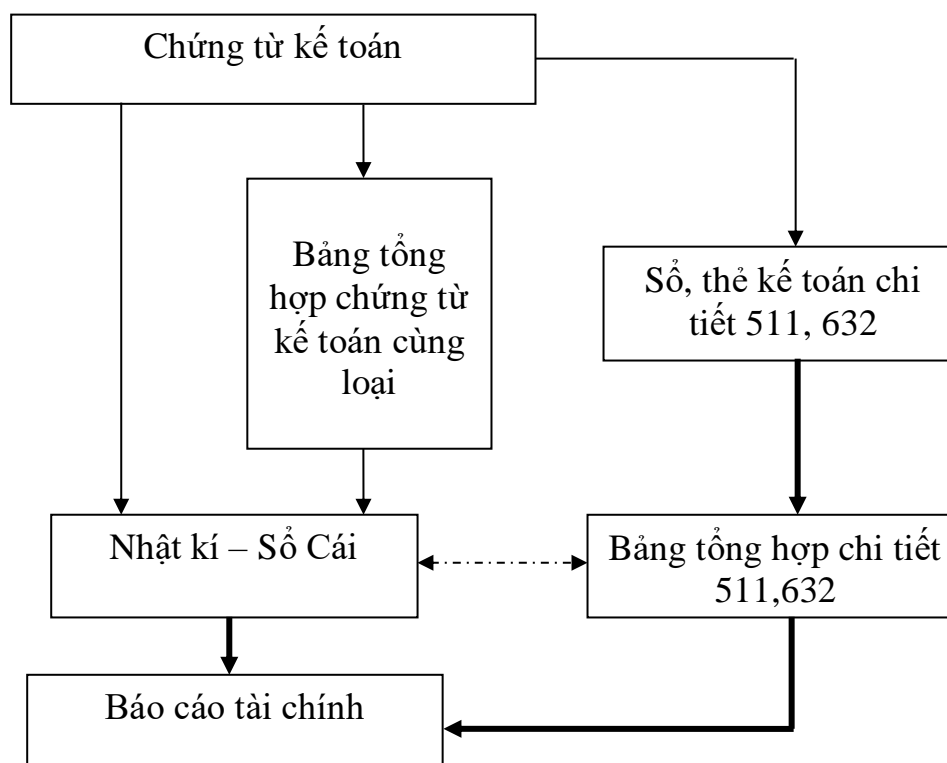 Chứng từ kế toán
Bảng tổng
hợp chứng từ
kế toán cùng
loại
Sổ, thẻ kế toán chi
tiết 511, 632
Nhật kí – Sổ Cái
Bảng tổng hợp chi tiết
511,632
Báo cáo tài chính